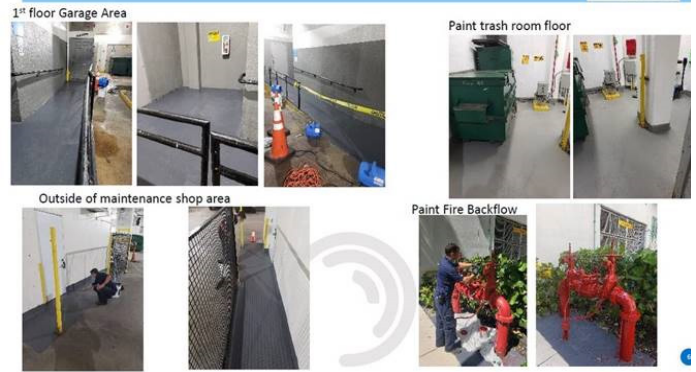 1st floor Garage Area
Paint trash room floor
Outside of maintenance shop area
Paint Fire Backflow